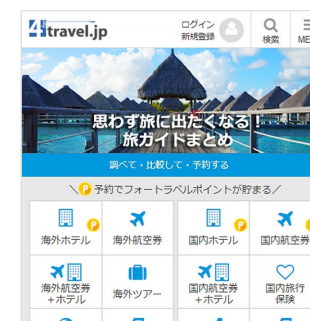 4travel.jp
ログイン
新規登録
検索
ME
思わず旅に出たくなる
旅ガイドまとめ
調べて・比較して・予約する
＼P 予約でフォートラベルポイントが貯まる／
P
P
海外ホテル
海外航空券
国内ホテル
国内航空券
海外航空券
+ホテル
海外ツアー
国内航空券
+ホテル
国内旅行
保険